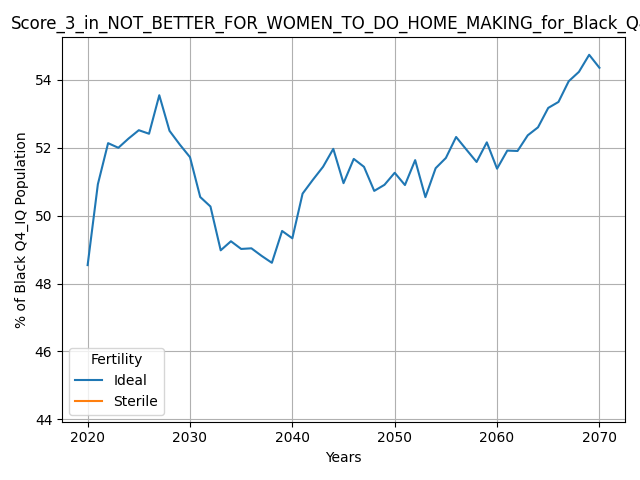 Score_3_in_NOT_BETTER_FOR_WOMEN_TO_DO_HOME_MAKING_for_Black_Q4
% of Black Q4_IQ Population
54
52
50
48
46
44
Fertility
Ideal
Sterile
2020 2030 2040 2050 2060 2070
Years